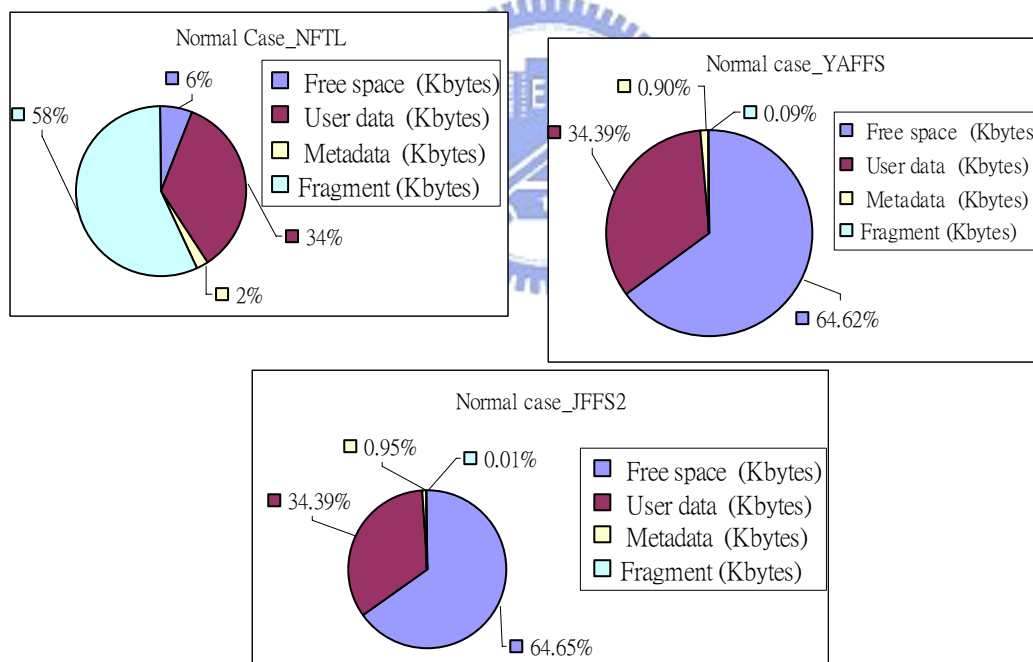 Normal Case_NFTL
6%
58%
34%
2%
Free space (Kbytes)
User data (Kbytes)
Metadata (Kbytes)
Fragment (Kbytes)
Normal case_YAFFS
0.90%
0.09%
34.39%
64.62%
Free space (Kbytes
User data (Kbytes)
Metadata (Kbytes)
Fragment (Kbytes)
Normal case_JFFS2
0.95%
0.01%
34.39%
64.65%
Free space (Kbytes)
User data (Kbytes)
Metadata (Kbytes)
Fragment (Kbytes)